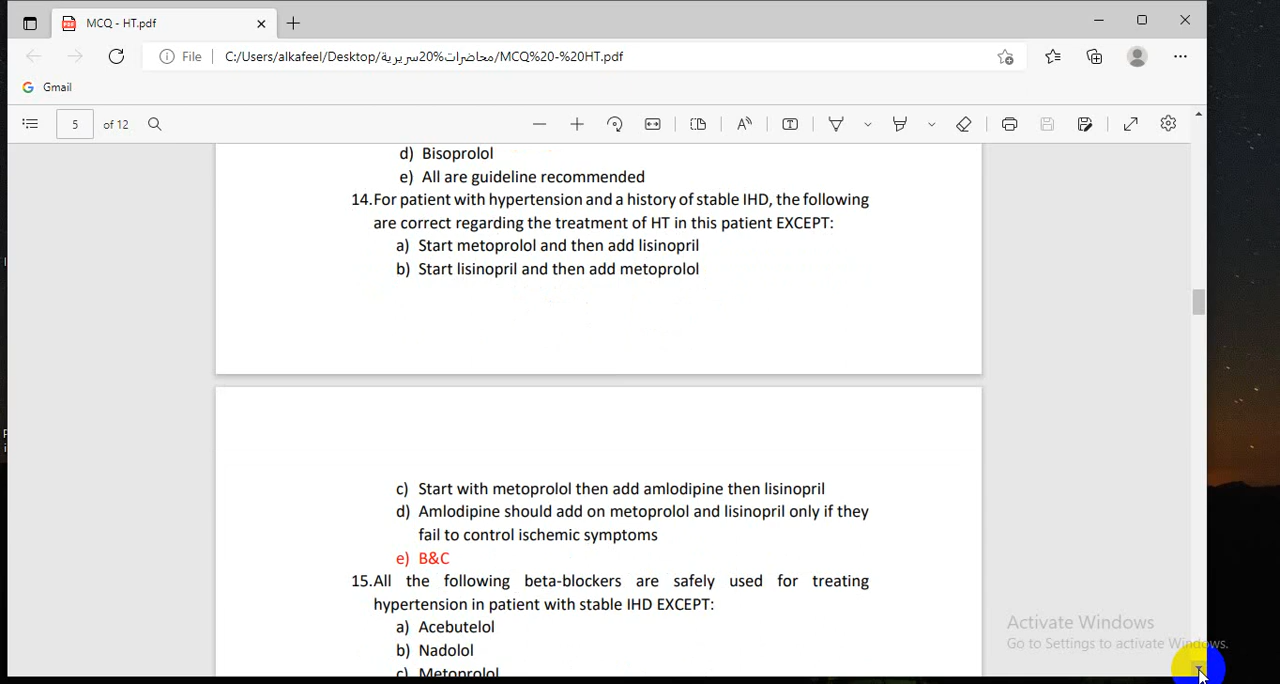 MCQ - HT.pdf
File
C:/Users/alkafeel/Desktop/محاضرات%20سريرية/MCQ%20-%20HT.pdf
Gmail
5 of 12
d) Bisoprolol
e) All are guideline recommended
14.For patient with hypertension and a history of stable IHD, the following
are correct regarding the treatment of HT in this patient EXCEPT:
a) Start metoprolol and then add lisinopril
b) Start lisinopril and then add metoprolol
c) Start with metoprolol then add amlodipine then lisinopril
d) Amlodipine should add on metoprolol and lisinopril only if they
fail to control ischemic symptoms
e) B&C
15.All the following beta-blockers are safely used for treating
hypertension in patient with stable IHD EXCEPT:
a) Acebutelol
b) Nadolol
c) Metoprolol
Activate Windows
Go to Settings to activate Windows.